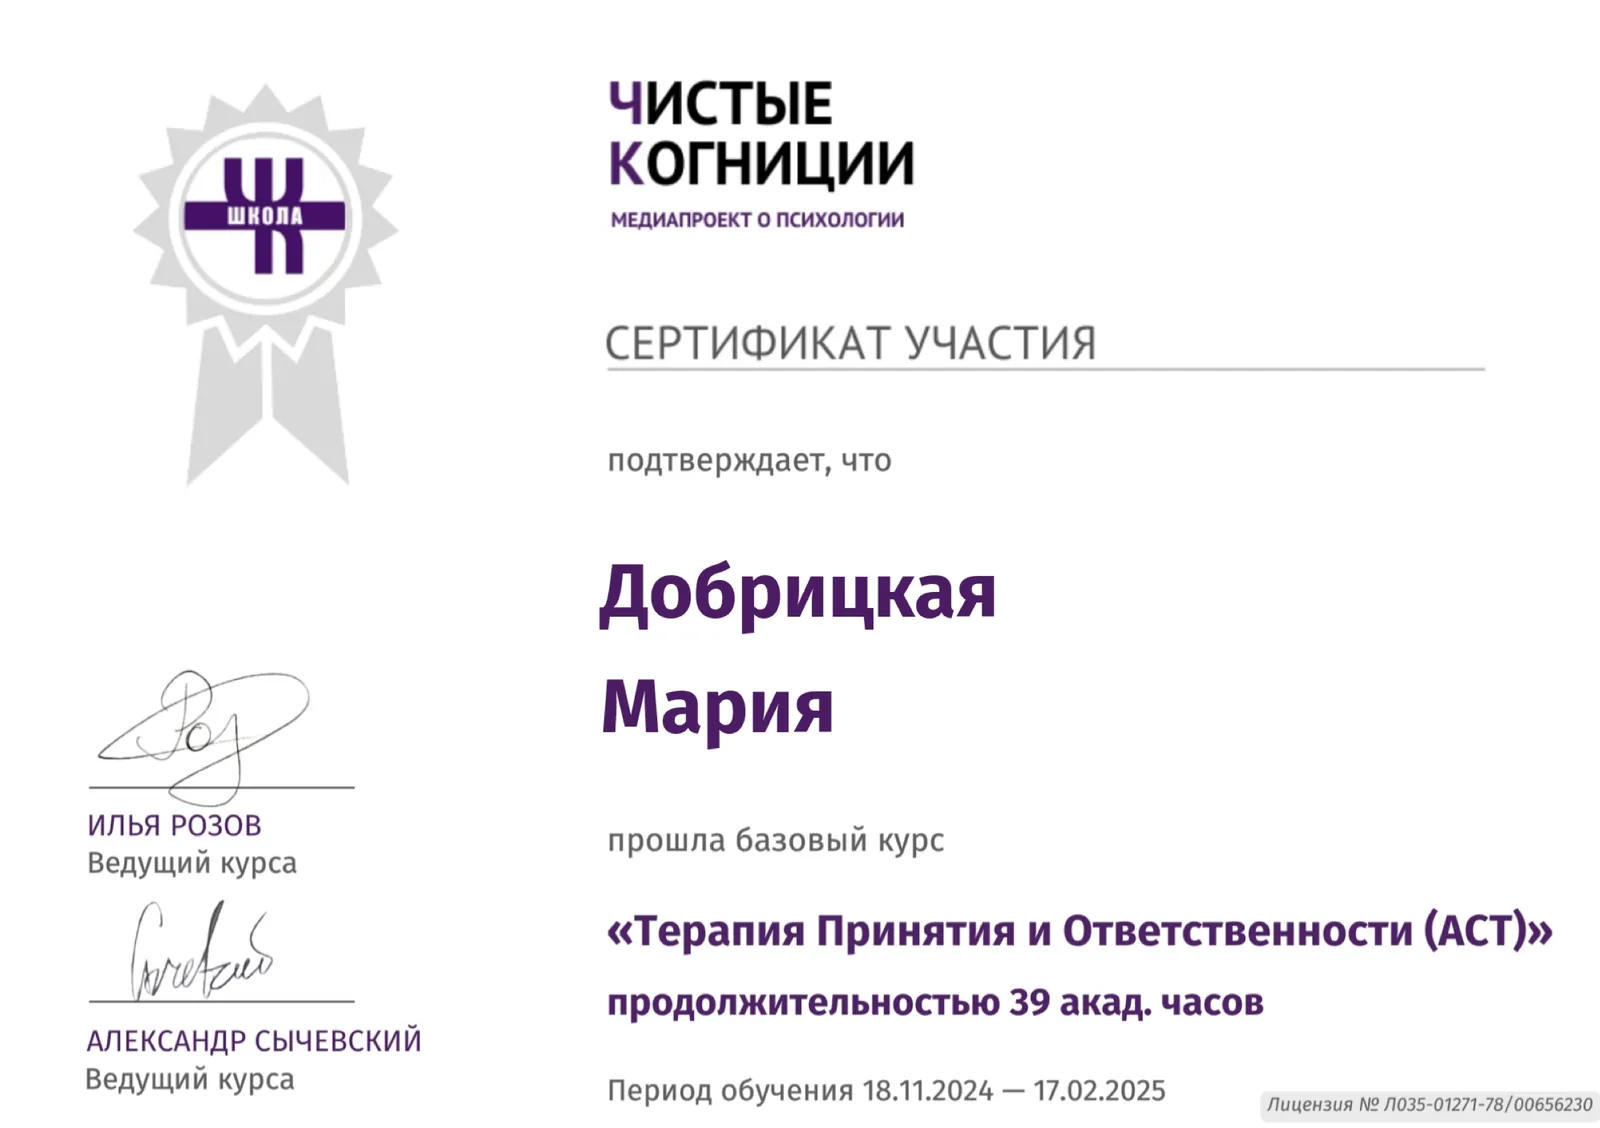 ШКОЛА
ЧИСТЫЕ
КОГНИЦИИ
МЕДИАПРОЕКТ О ПСИХОЛОГИИ
СЕРТИФИКАТ УЧАСТИЯ
подтверждает, что
Добрицкая
Мария
прошла базовый курс
«Терапия Принятия и Ответственности (АСТ)»
продолжительностью 39 акад. часов
Период обучения 18.11.2024 — 17.02.2025
ИЛЬЯ РОЗОВ
Ведущий курса
АЛЕКСАНДР СЫЧЕВСКИЙ
Ведущий курса
Лицензия № Л035-01271-78/00656230